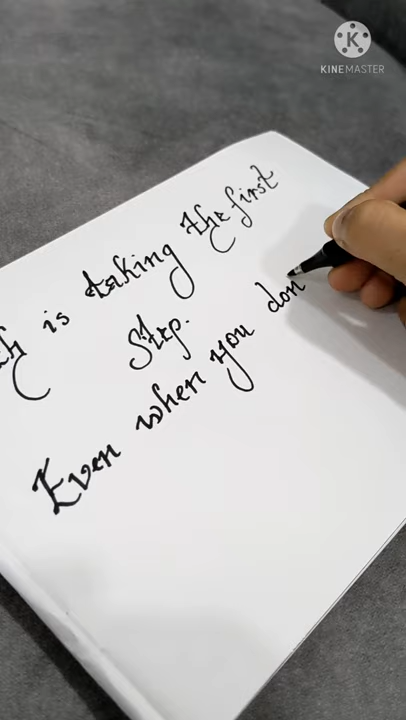 KINEMASTER
is taking the first
step.
Even when you don